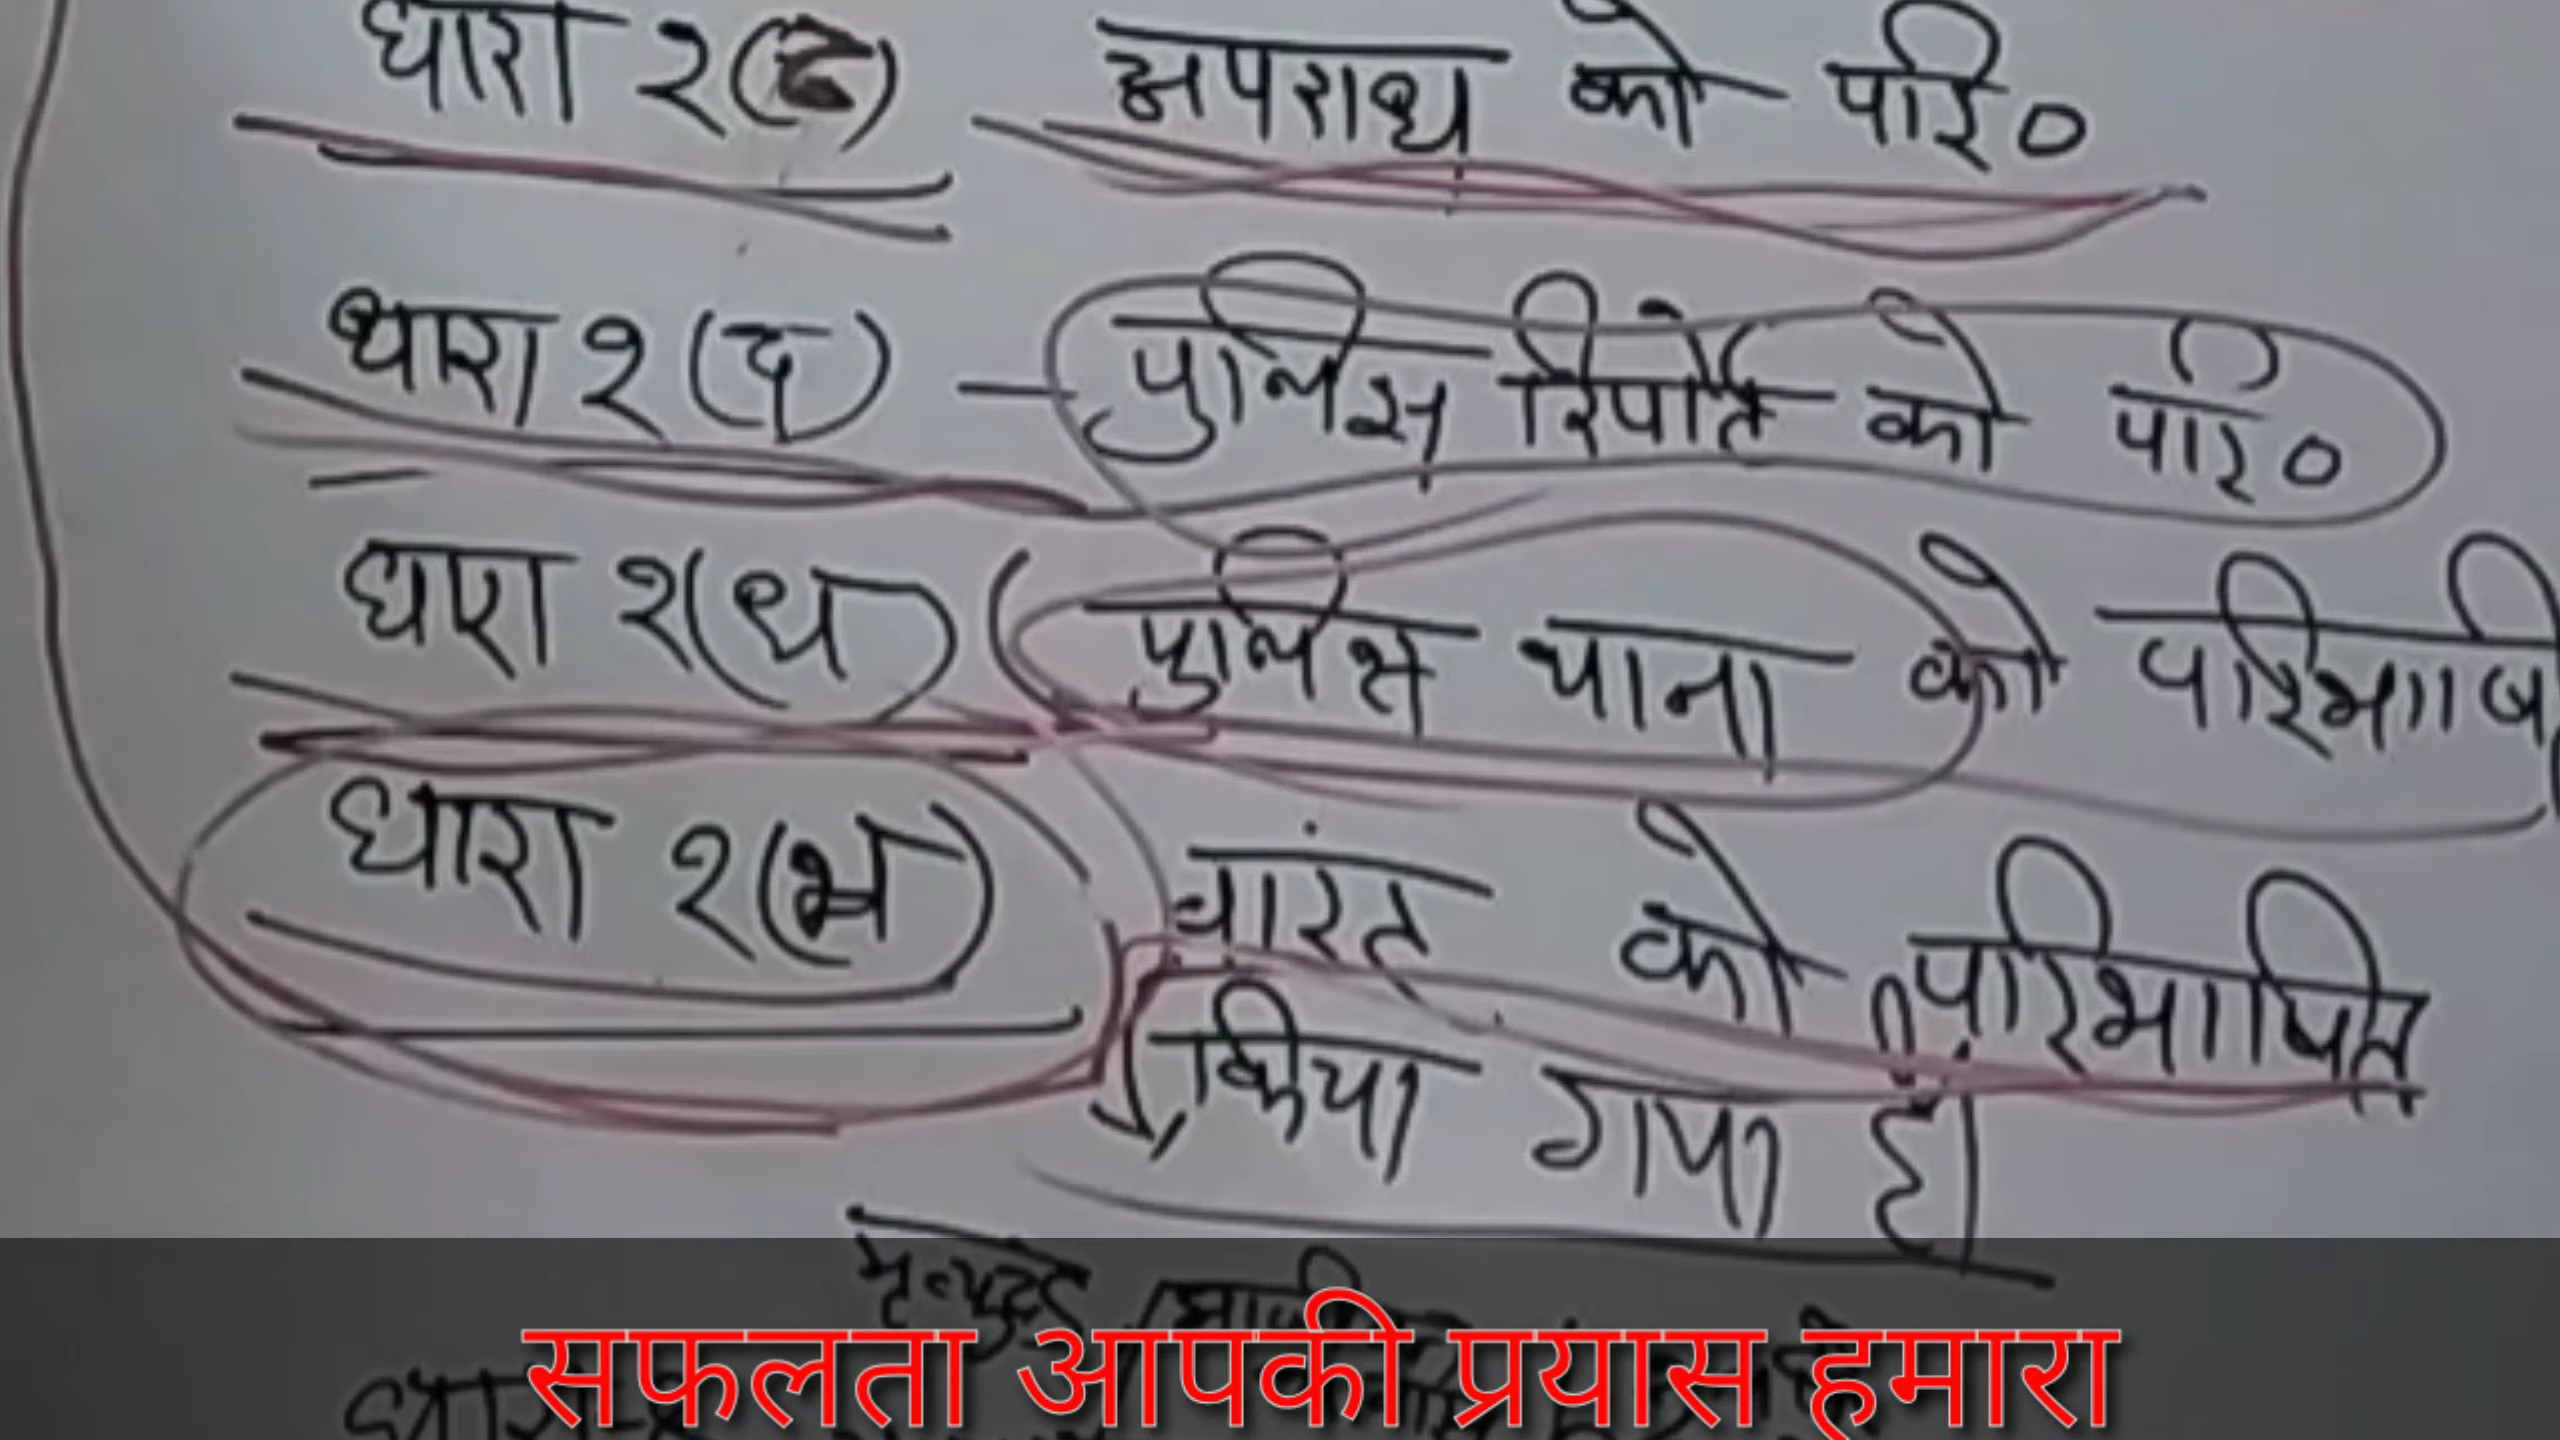 धारा २( ) - अपराध को परि०
धारा २(द) - पुलिस रिपोर्ट को परि०
धारा २(ध) पुलिस थाना को परिभाषि
धारा २(भ) वारंट को परिभाषित
किया गया है।
मृत्युदंड
सफलता आपकी प्रयास हमारा